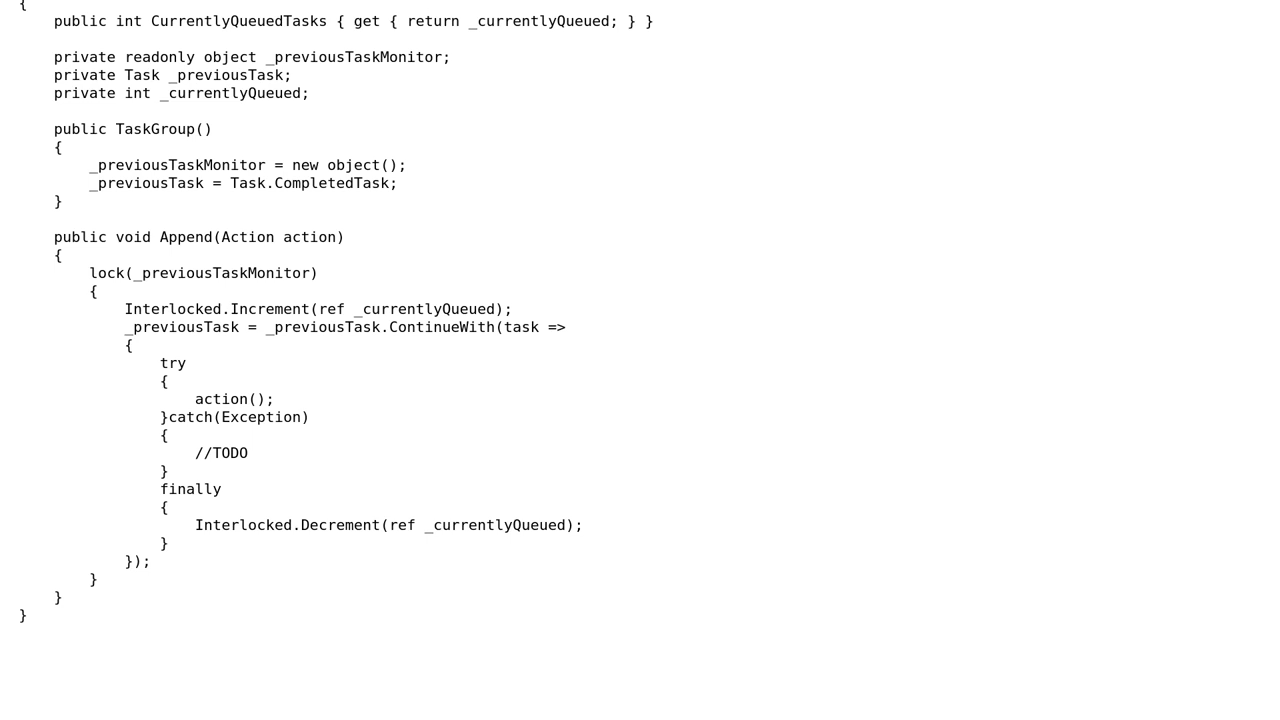 {
    public int CurrentlyQueuedTasks { get { return _currentlyQueued; } }
    private readonly object _previousTaskMonitor;
    private Task _previousTask;
    private int _currentlyQueued;
    public TaskGroup()
    {
        _previousTaskMonitor = new object();
        _previousTask = Task.CompletedTask;
    }
    public void Append(Action action)
    {
        lock(_previousTaskMonitor)
        {
            Interlocked.Increment(ref _currentlyQueued);
            _previousTask = _previousTask.ContinueWith(task =>
            {
                try
                {
                    action();
                }catch(Exception)
                {
                    //TODO
                }
                finally
                {
                    Interlocked.Decrement(ref _currentlyQueued);
                }
            });
        }
    }
}